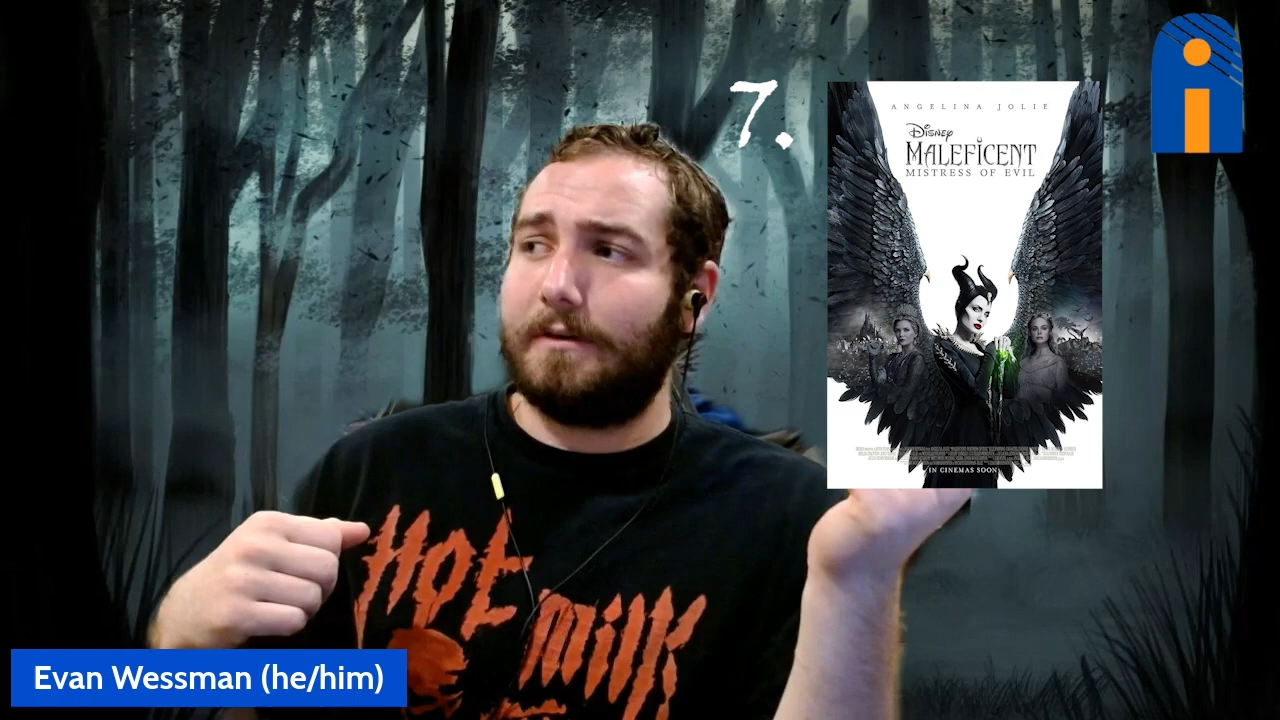 7.
ANGELINA JOLIE
Disney
MALEFICENT
MISTRESS OF EVIL
IN CINEMAS SOON
HOT
MILK
Evan Wessman (he/him)